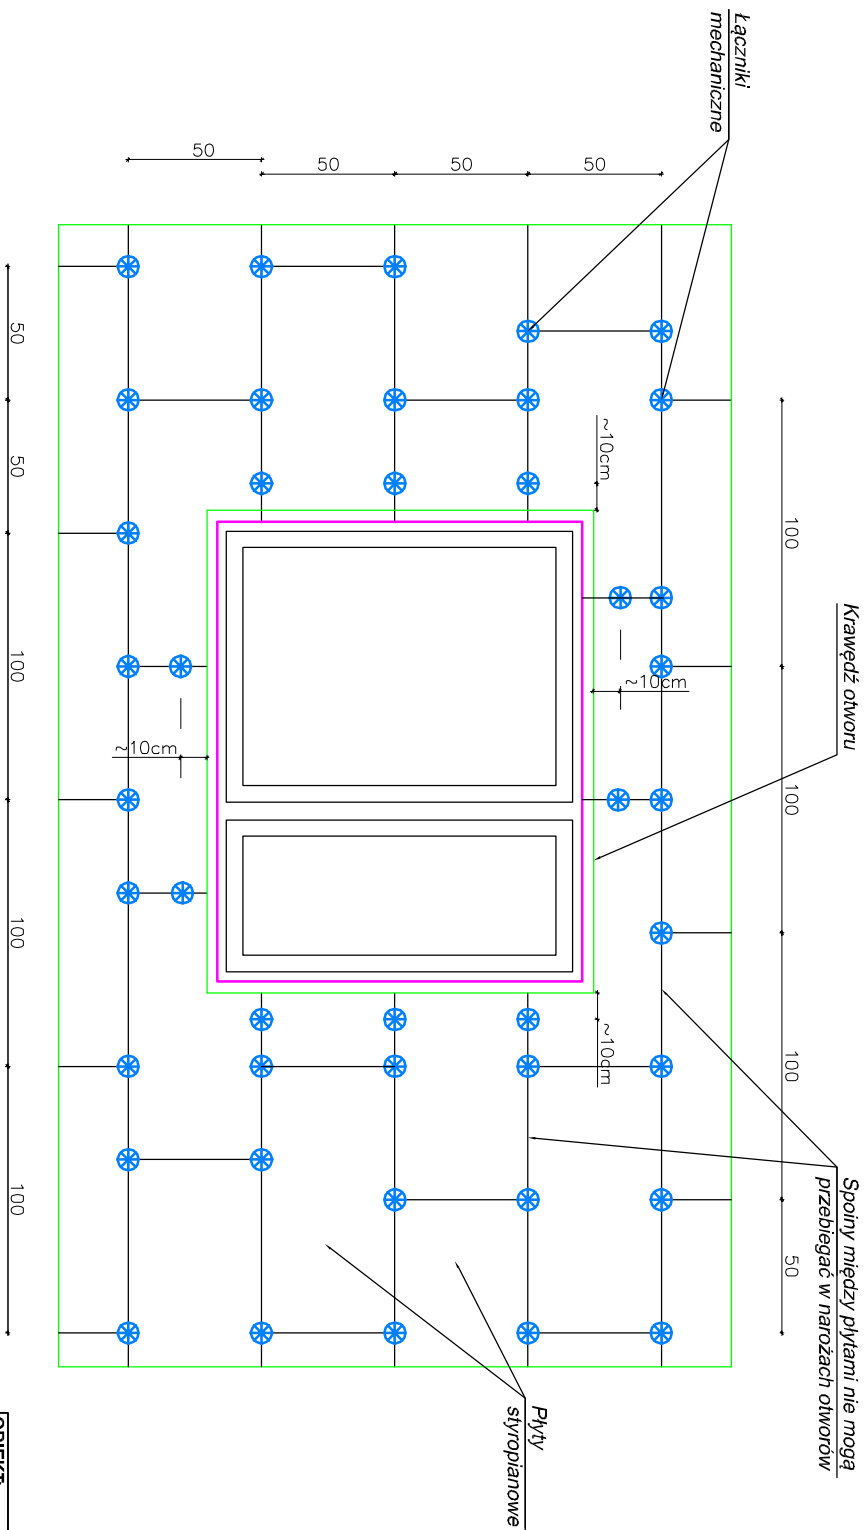 Łączniki
mechaniczne
Krawędź otworu
Spoiny między płytami nie mogą
przebiegać w narożach otworów
Płyty
styropianowe
50
50
50
50
100
100
100
50
~10cm
~10cm
~10cm
~10cm
50
50
100
100
100
OBIEKT: